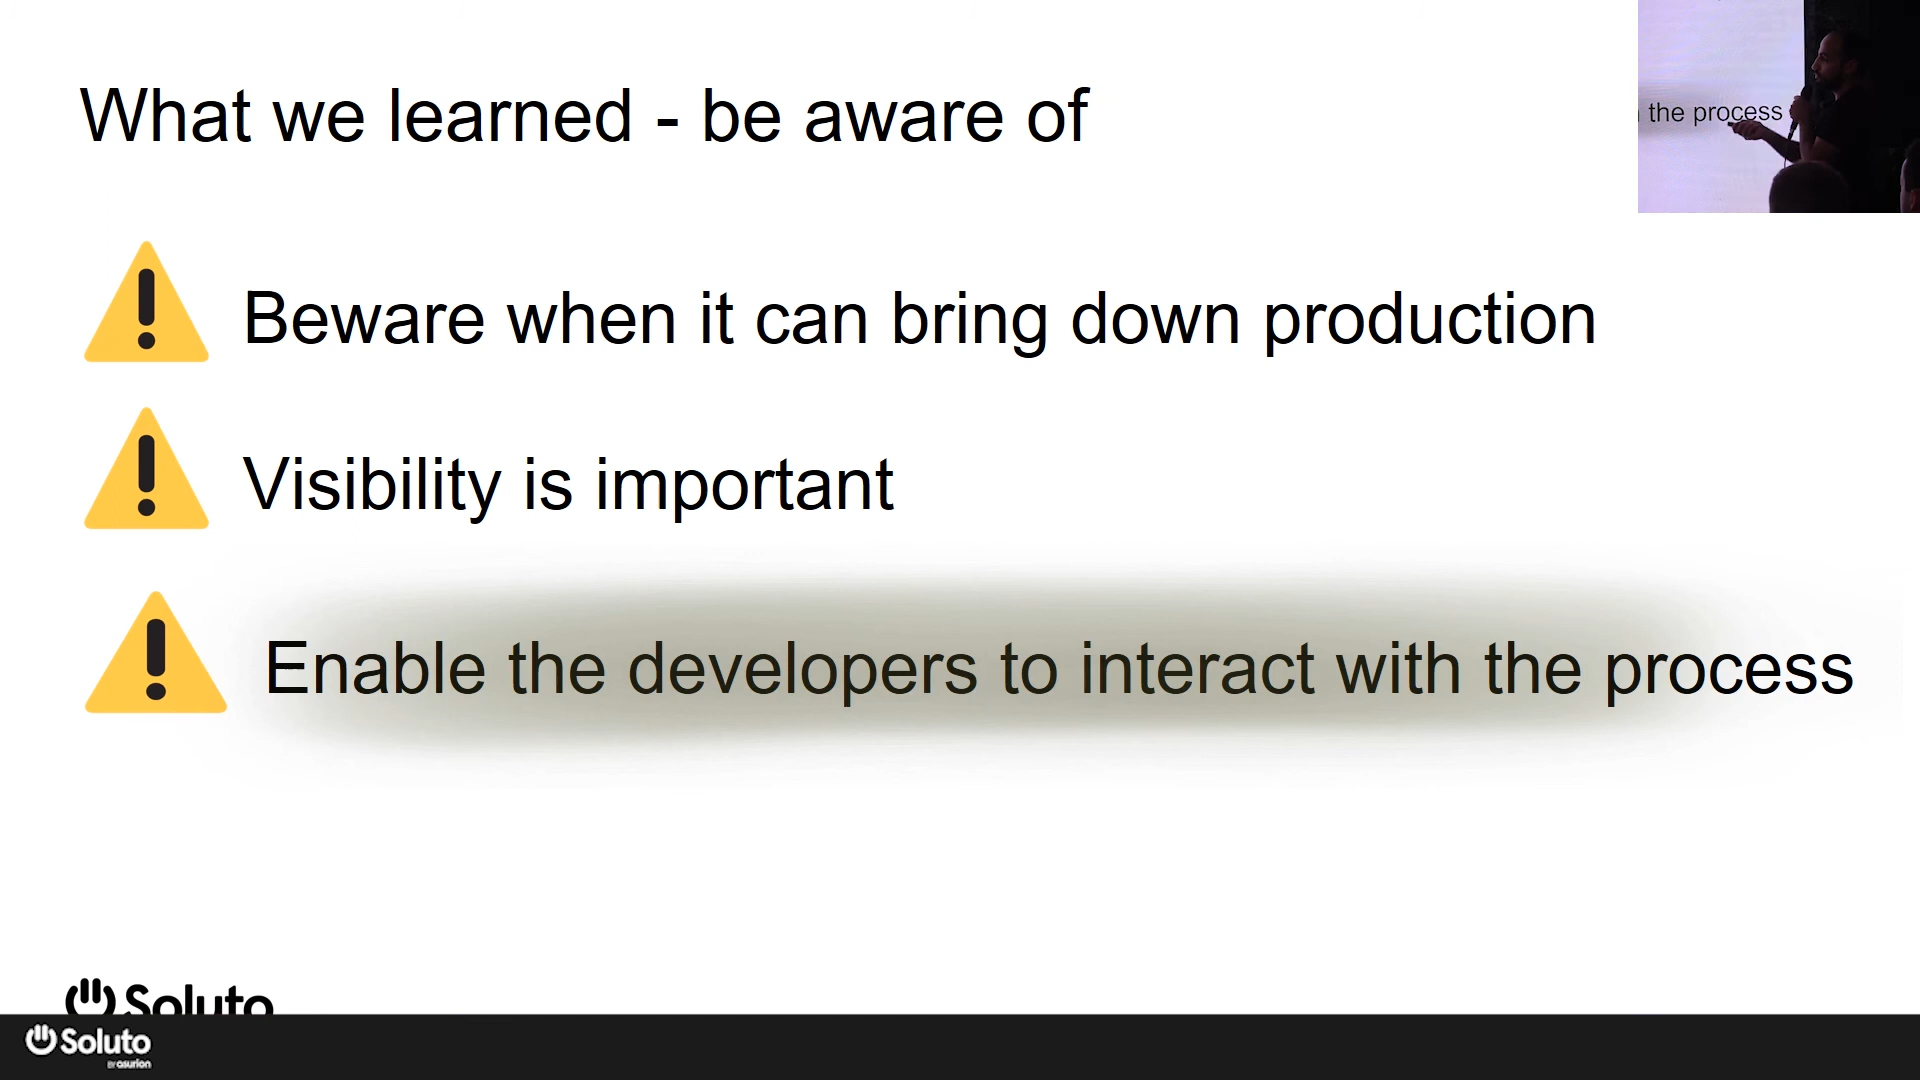 What we learned - be aware of
the process
Beware when it can bring down production
Visibility is important
Enable the developers to interact with the process
Soluto
Soluto
BY asurion